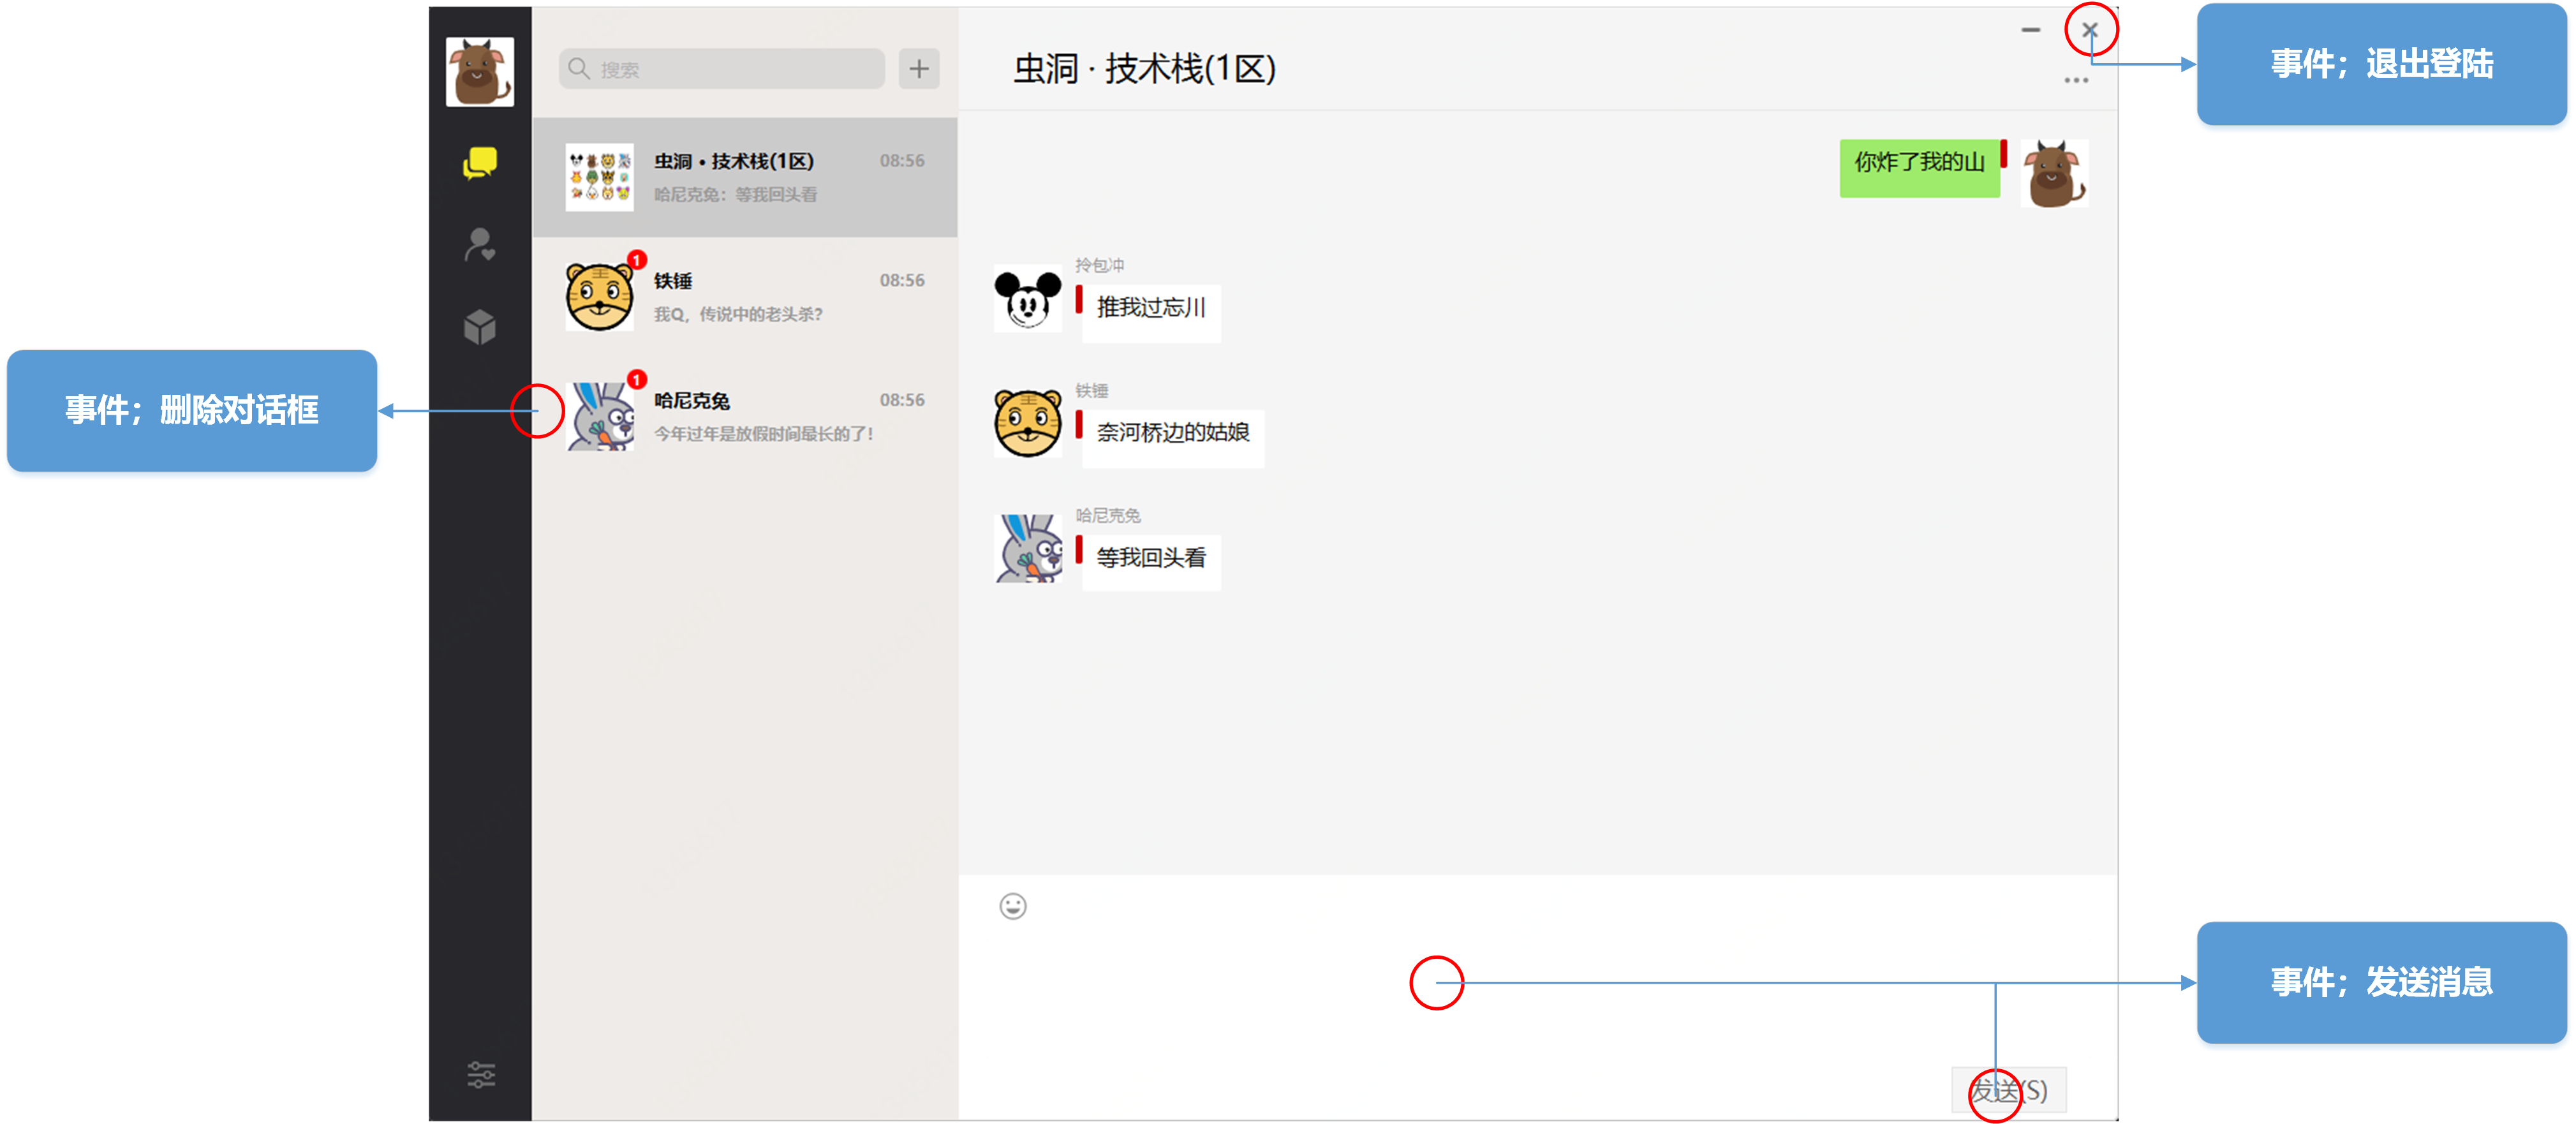 事件；退出登陆
搜索
虫洞 · 技术栈(1区)
虫洞 • 技术栈(1区)
08:56
哈尼克兔：等我回头看
1
铁锤
08:56
我Q，传说中的老头杀?
1
哈尼克兔
08:56
今年过年是放假时间最长的了!
事件；删除对话框
你炸了我的山
拎包冲
推我过忘川
铁锤
奈河桥边的姑娘
哈尼克兔
等我回头看
事件；发送消息
发送(S)